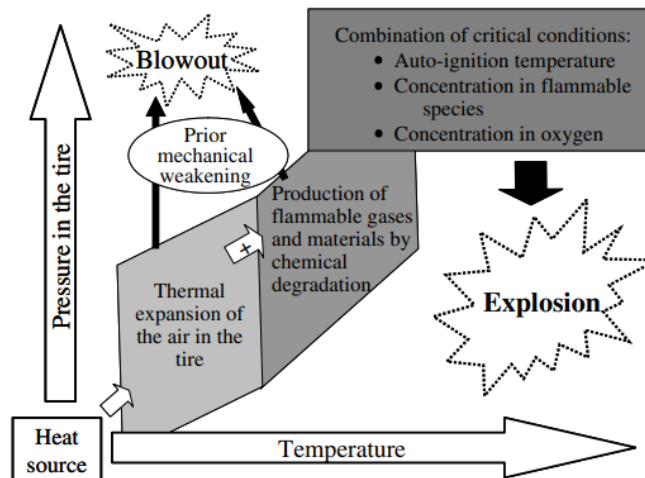 Combination of critical conditions:
• Auto-ignition temperature
• Concentration in flammable
species
• Concentration in oxygen
Blowout
Prior
mechanical
weakening
Pressure in the tire
Production of
flammable gases
and materials by
chemical
degradation
+
Thermal
expansion of
the air in the
tire
Explosion
Heat
source
Temperature